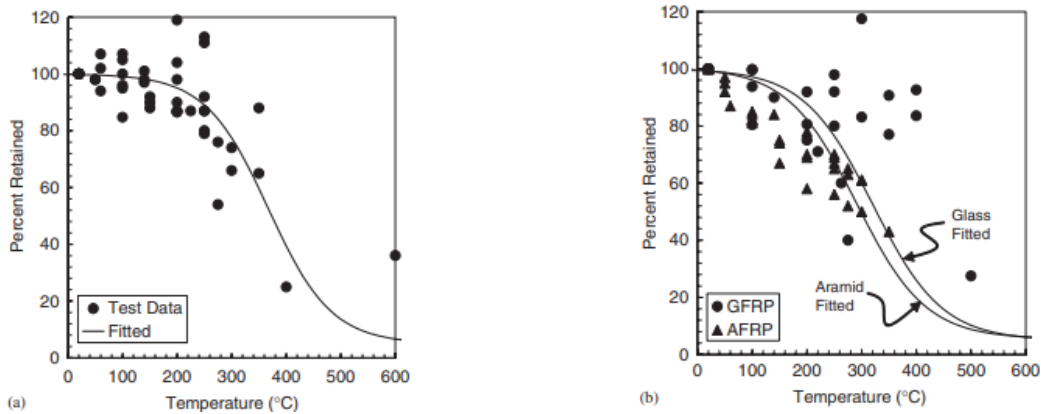 120
100
80
60
40
20
0
Percent Retained
Test Data
Fitted
0 100 200 300 400 500 600
Temperature (°C)
(a)
120
100
80
60
40
20
0
Percent Retained
Glass
Fitted
Aramid
Fitted
GFRP
AFRP
0 100 200 300 400 500 600
Temperature (°C)
(b)